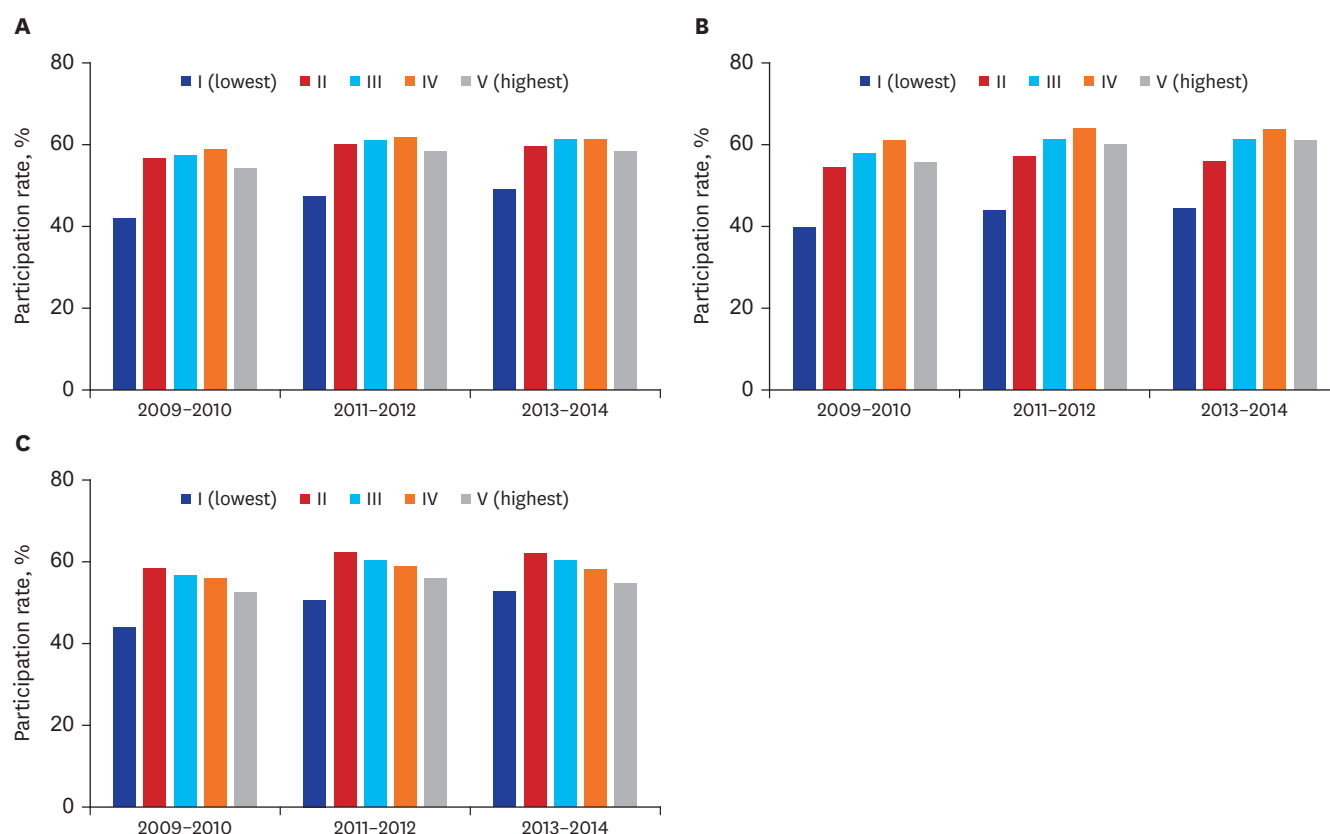 A
Participation rate, %
80
60
40
20
0
I (lowest) II III IV V (highest)
2009–2010 2011–2012 2013–2014
B
Participation rate, %
80
60
40
20
0
I (lowest) II III IV V (highest)
2009–2010 2011–2012 2013–2014
C
Participation rate, %
80
60
40
20
0
I (lowest) II III IV V (highest)
2009–2010 2011–2012 2013–2014